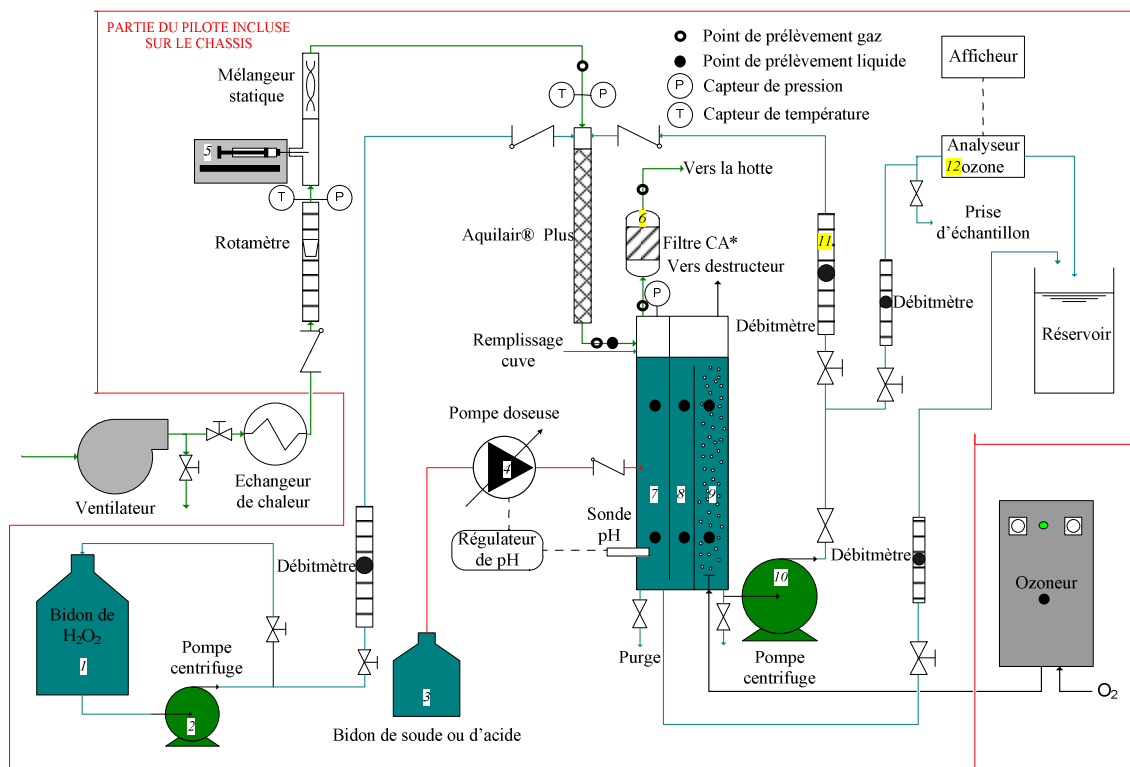 PARTIE DU PILOTE INCLUSE
SUR LE CHASSIS
Mélangeur
statique
5
T
P
Rotamètre
Point de prélèvement gaz
Point de prélèvement liquide
P
Capteur de pression
T
Capteur de température
T
P
Afficheur
Analyseur
12 ozone
Prise
d'échantillon
Vers la hotte
6
Aquilair® Plus
Filtre CA*
Vers destructeur
P
11
Débitmètre
Débitmètre
Réservoir
Remplissage
cuve
Pompe doseuse
4
7
8
9
Sonde
pH
Régulateur
de pH
Ventilateur
Echangeur
de chaleur
Débitmètre
Bidon de
H2O2
1
Pompe
centrifuge
2
3
Bidon de soude ou d'acide
Purge
10
Pompe
centrifuge
Débitmètre
Ozoneur
O2